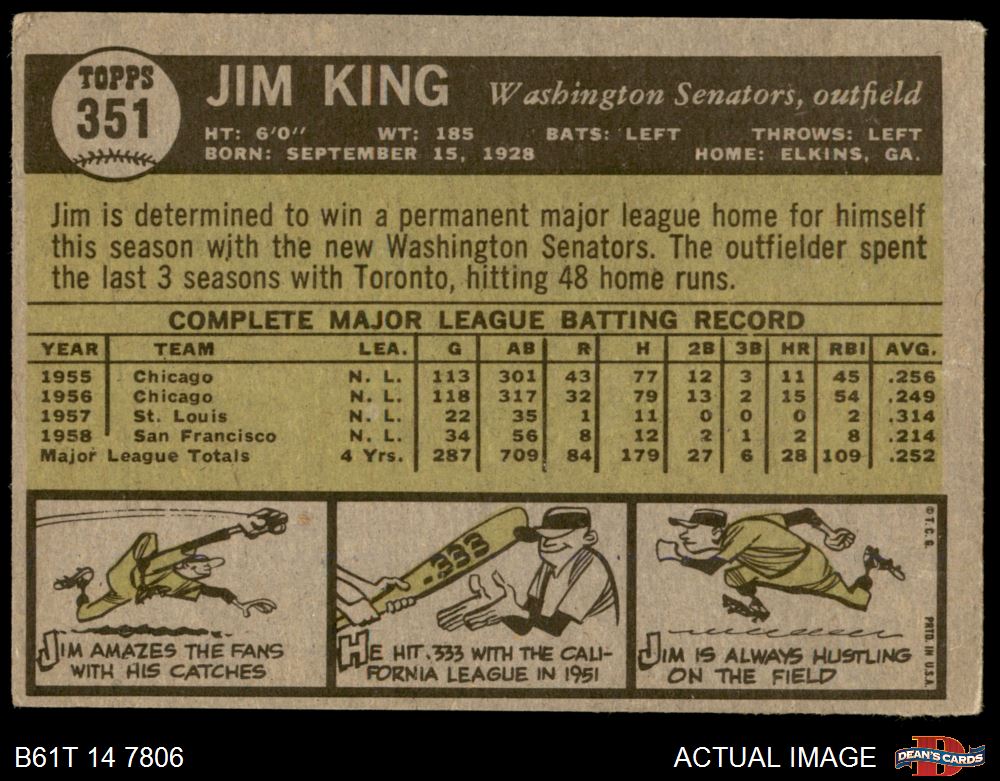 TOPPS
351
JIM KING
Washington Senators, outfield
HT: 6'0" WT: 185 BATS: LEFT THROWS: LEFT
BORN: SEPTEMBER 15, 1928 HOME: ELKINS, GA.
Jim is determined to win a permanent major league home for himself
this season with the new Washington Senators. The outfielder spent
the last 3 seasons with Toronto, hitting 48 home runs.
COMPLETE MAJOR LEAGUE BATTING RECORD
YEAR TEAM LEA. G AB R H 2B 3B HR RBI AVG.
1955 Chicago N. L. 113 301 43 77 12 3 11 45 .256
1956 Chicago N. L. 118 317 32 79 13 2 15 54 .249
1957 St. Louis N. L. 22 35 1 11 0 0 0 2 .314
1958 San Francisco N. L. 34 56 8 12 2 1 2 8 .214
Major League Totals 4 Yrs. 287 709 84 179 27 6 28 109 .252
JIM AMAZES THE FANS
WITH HIS CATCHES
.333
HE HIT .333 WITH THE CALI-
FORNIA LEAGUE IN 1951
JIM IS ALWAYS HUSTLING
ON THE FIELD
© T. C. G.
PRTD. IN U.S.A.
B61T 14 7806
ACTUAL IMAGE
D
DEAN'S CARDS